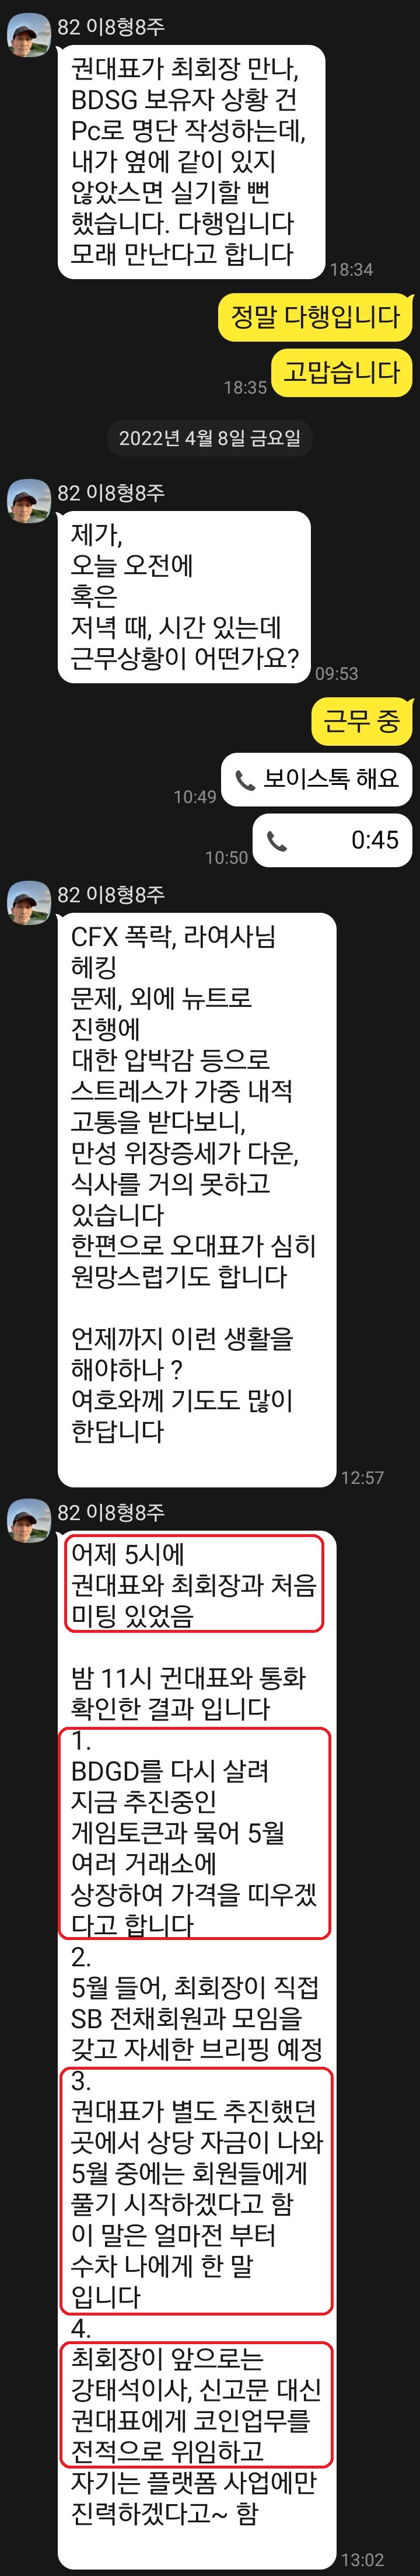 82 이8형8주
권대표가 최회장 만나,
BDSG 보유자 상황 건
Pc로 명단 작성하는데,
내가 옆에 같이 있지
않았스면 실기할 뻔
했습니다. 다행입니다
모래 만난다고 합니다
18:34
정말 다행입니다
고맙습니다
18:35
2022년 4월 8일 금요일
82 이8형8주
제가,
오늘 오전에
혹은
저녁 때, 시간 있는데
근무상황이 어떤가요?
09:53
근무 중
보이스톡 해요
10:49
0:45
10:50
82 이8형8주
CFX 폭락, 라여사님
헤킹
문제, 외에 뉴트로
진행에
대한 압박감 등으로
스트레스가 가중 내적
고통을 받다보니,
만성 위장증세가 다운,
식사를 거의 못하고
있습니다
한편으로 오대표가 심히
원망스럽기도 합니다
언제까지 이런 생활을
해야하나 ?
여호와께 기도도 많이
한답니다
12:57
82 이8형8주
어제 5시에
권대표와 최회장과 처음
미팅 있었음
밤 11시 귄대표와 통화
확인한 결과 입니다
1.
BDGD를 다시 살려
지금 추진중인
게임토큰과 묶어 5월
여러 거래소에
상장하여 가격을 띠우겠
다고 합니다
2.
5월 들어, 최회장이 직접
SB 전채회원과 모임을
갖고 자세한 브리핑 예정
3.
권대표가 별도 추진했던
곳에서 상당 자금이 나와
5월 중에는 회원들에게
풀기 시작하겠다고 함
이 말은 얼마전 부터
수차 나에게 한 말
입니다
4.
최회장이 앞으로는
강태석이사, 신고문 대신
권대표에게 코인업무를
전적으로 위임하고
자기는 플랫폼 사업에만
진력하겠다고~ 함
13:02